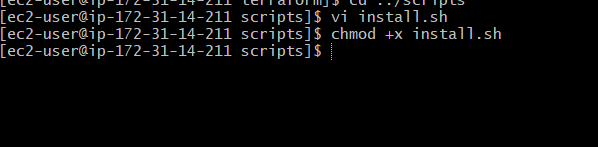 [ec2-user@ip-172-31-14-211 terraform]$ cd ../scripts
[ec2-user@ip-172-31-14-211 scripts]$ vi install.sh
[ec2-user@ip-172-31-14-211 scripts]$ chmod +x install.sh
[ec2-user@ip-172-31-14-211 scripts]$